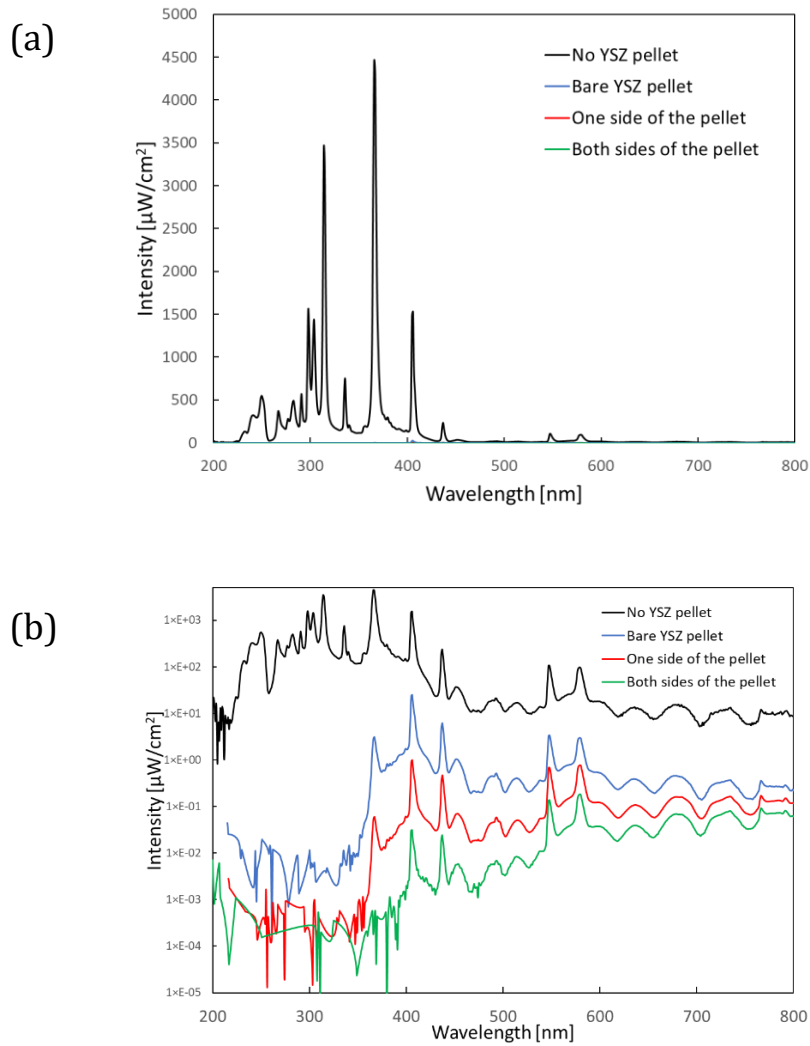 (a)
5000
4500
4000
3500
3000
2500
2000
1500
1000
500
0
Intensity [µW/cm²]
No YSZ pellet
Bare YSZ pellet
One side of the pellet
Both sides of the pellet
200 300 400 500 600 700 800
Wavelength [nm]
(b)
1×E+03
1×E+02
1×E+01
1×E+00
1×E-01
1×E-02
1×E-03
1×E-04
1×E-05
Intensity [µW/cm²]
No YSZ pellet
Bare YSZ pellet
One side of the pellet
Both sides of the pellet
200 300 400 500 600 700 800
Wavelength [nm]